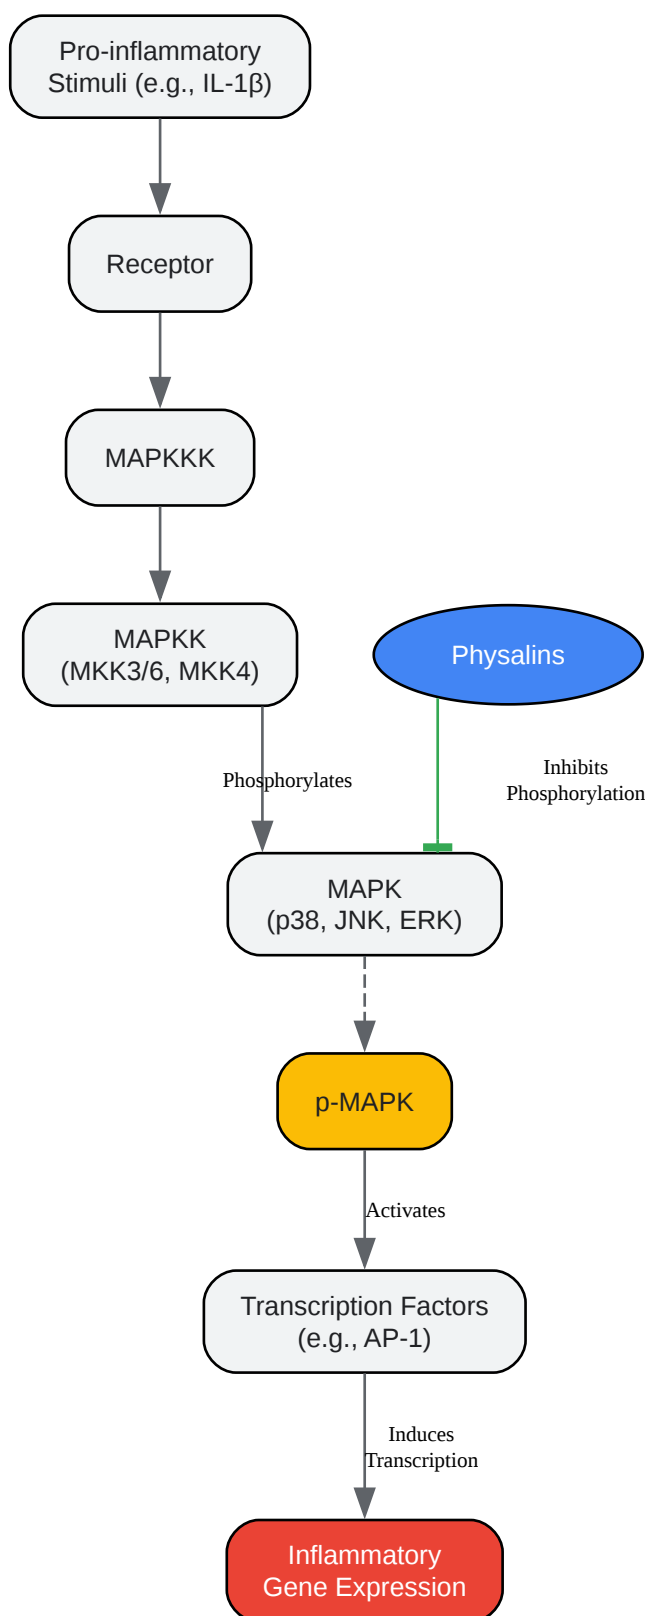 Pro-inflammatory
Stimuli (e.g., IL-1β)
Receptor
MAPKKK
MAPKK
(MKK3/6, MKK4)
Physalins
Phosphorylates
Inhibits
Phosphorylation
MAPK
(p38, JNK, ERK)
p-MAPK
Activates
Transcription Factors
(e.g., AP-1)
Induces
Transcription
Inflammatory
Gene Expression